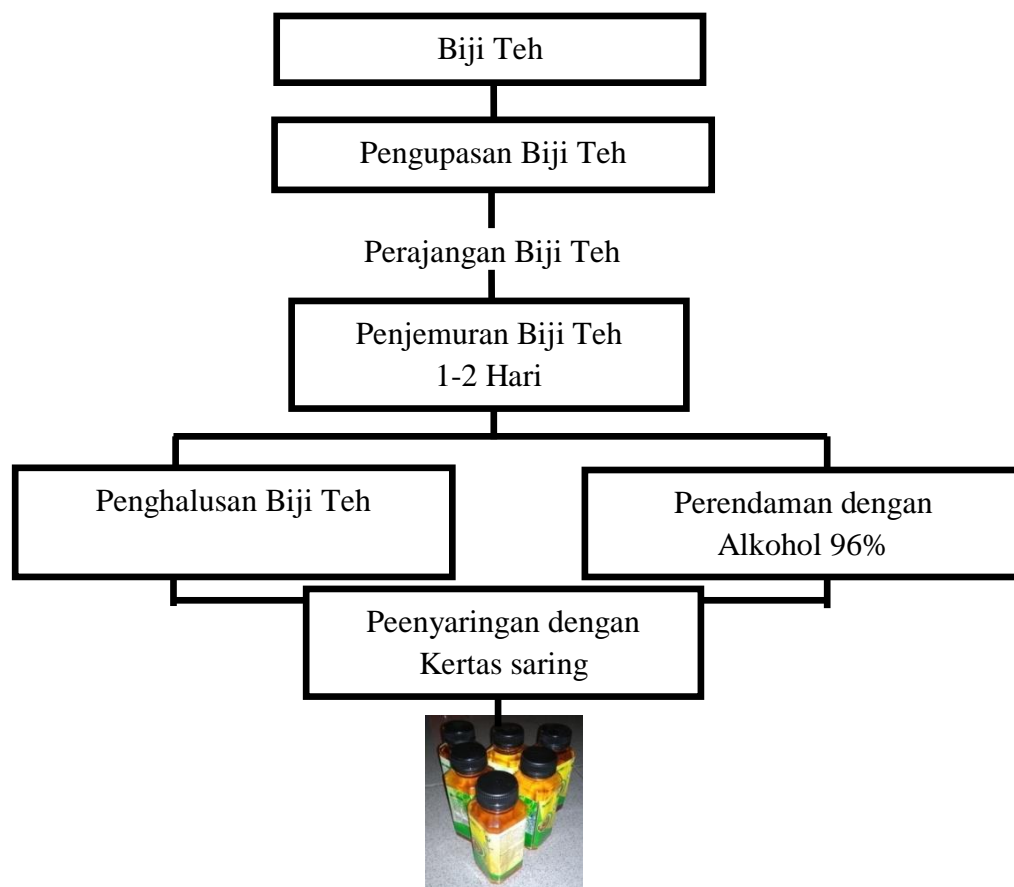 Biji Teh
Pengupasan Biji Teh
Perajangan Biji Teh
Penjemuran Biji Teh
1-2 Hari
Penghalusan Biji Teh
Perendaman dengan
Alkohol 96%
Peenyaringan dengan
Kertas saring